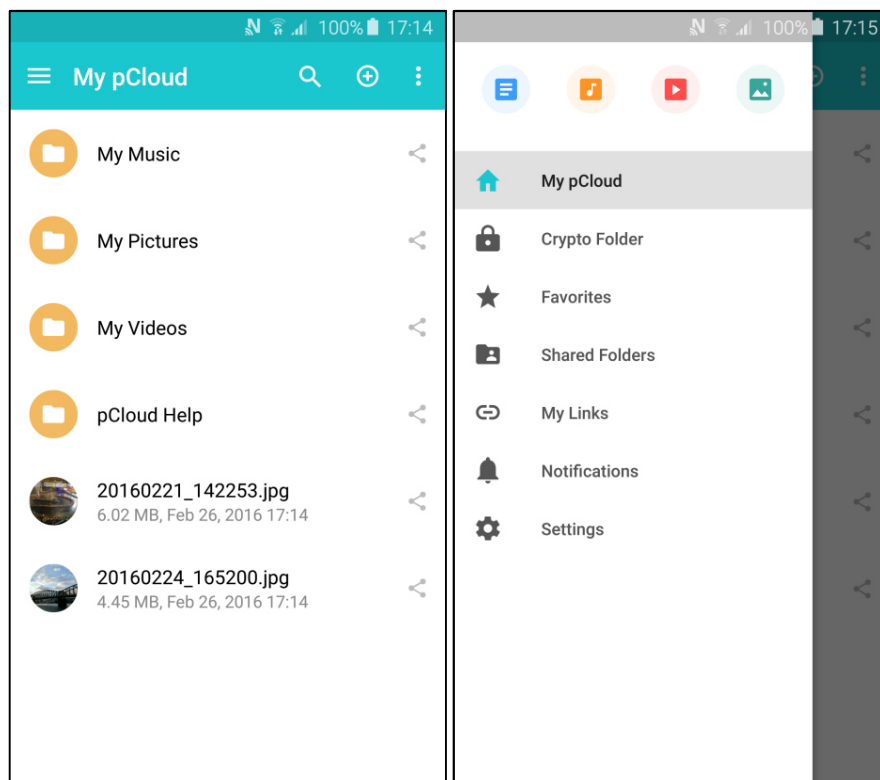 100% 17:14
My pCloud
My Music
My Pictures
My Videos
pCloud Help
20160221_142253.jpg
6.02 MB, Feb 26, 2016 17:14
20160224_165200.jpg
4.45 MB, Feb 26, 2016 17:14
100% 17:15
My pCloud
Crypto Folder
Favorites
Shared Folders
My Links
Notifications
Settings